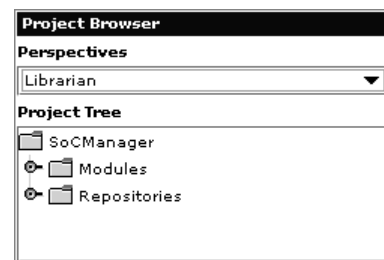 Project Browser
Perspectives
Librarian
Project Tree
SoCManager
Modules
Repositories